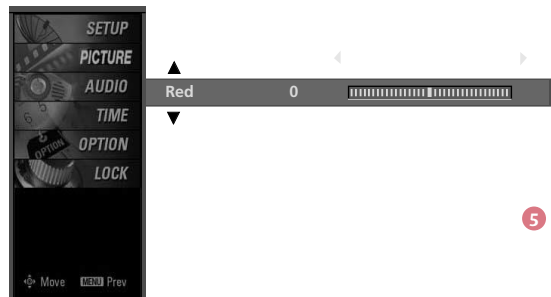 SETUP
PICTURE
AUDIO
TIME
OPTION
LOCK
Red 0
5
Move MENU Prev